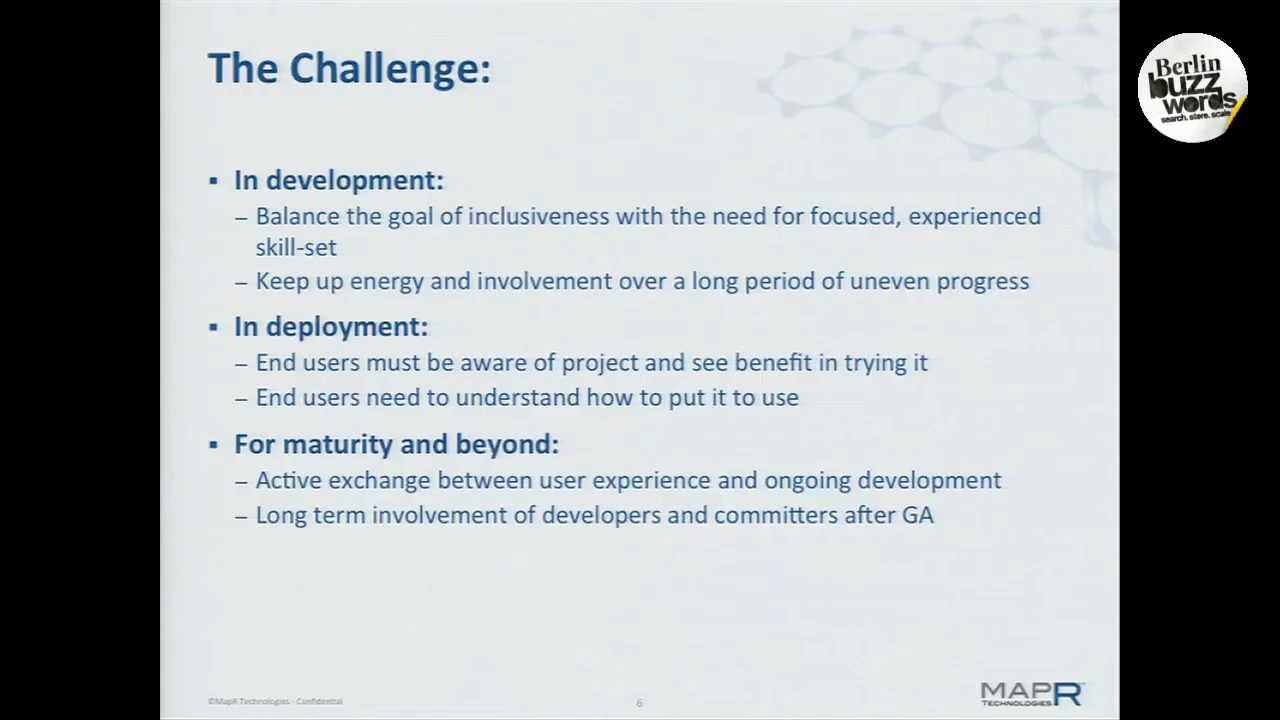 The Challenge:
Berlin
buzz
words
search. store. scale
▪ In development:
– Balance the goal of inclusiveness with the need for focused, experienced
skill-set
– Keep up energy and involvement over a long period of uneven progress
▪ In deployment:
– End users must be aware of project and see benefit in trying it
– End users need to understand how to put it to use
▪ For maturity and beyond:
– Active exchange between user experience and ongoing development
– Long term involvement of developers and committers after GA
©MapR Technologies - Confidential
6
MAPR
TECHNOLOGIES